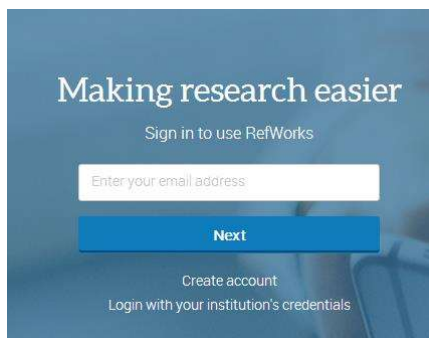 Making research easier
Sign in to use RefWorks
Enter your email address
Next
Create account
Login with your institution's credentials